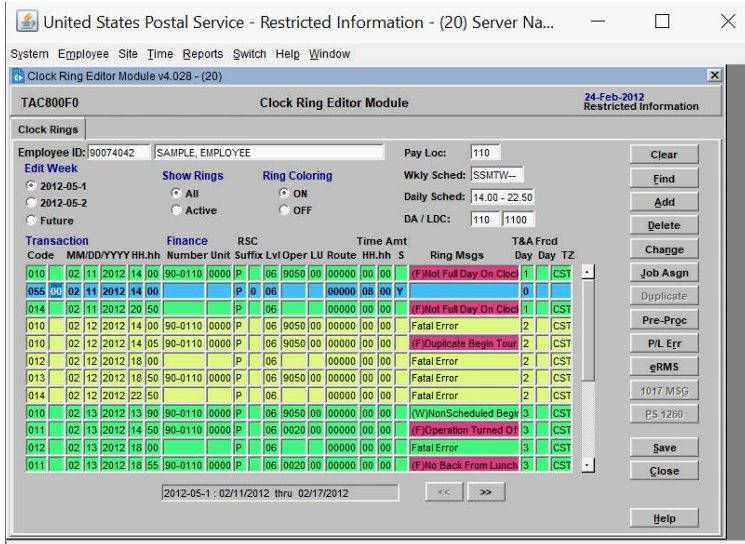 United States Postal Service - Restricted Information - (20) Server Na...
System Employee Site Time Reports Switch Help Window
Clock Ring Editor Module v4.028 - (20)
TAC800F0 Clock Ring Editor Module 24-Feb-2012
Restricted Information
Clock Rings
Employee ID: 90074042 SAMPLE, EMPLOYEE Pay Loc: 110 Clear
Edit Week Show Rings Ring Coloring Wkly Sched: SSMTW-- Find
2012-05-1 All ON Daily Sched: 14.00 - 22.50 Add
2012-05-2 Active OFF DA / LDC: 110 1100 Delete
Future
Transaction Finance RSC Time Amt T&A Frcd Change
Code MM/DD/YYYY HH.hh Number Unit Suffix Lvl Oper LU Route HH.hh S Ring Msgs Day Day TZ
010 02 11 2012 14 00 90-0110 0000 P 06 9050 00 00000 00 00 (F)Not Full Day On Clock 1 CST Job Asgn
055 00 02 11 2012 14 00 P 0 06 00000 08 00 Y 0 Duplicate
014 02 11 2012 20 50 P 06 00000 00 00 (F)Not Full Day On Clock 1 CST
010 02 12 2012 14 00 90-0110 0000 P 06 9050 00 00000 00 00 Fatal Error 2 CST Pre-Proc
010 02 12 2012 14 05 90-0110 0000 P 06 9050 00 00000 00 00 (F)Duplicate Begin Tour 2 CST P/L Err
012 02 12 2012 18 00 P 06 00000 00 00 Fatal Error 2 CST eRMS
013 02 12 2012 18 50 90-0110 0000 P 06 9050 00 00000 00 00 Fatal Error 2 CST
014 02 12 2012 22 50 P 06 00000 00 00 Fatal Error 2 CST 1017 MSG
010 02 13 2012 13 90 90-0110 0000 P 06 9050 00 00000 00 00 (W)NonScheduled Begin 3 CST PS 1260
011 02 13 2012 14 50 90-0110 0000 P 06 0020 00 00000 00 00 (F)Operation Turned Off 3 CST
012 02 13 2012 18 00 P 06 00000 00 00 Fatal Error 3 CST Save
011 02 13 2012 18 55 90-0110 0000 P 06 0020 00 00000 00 00 (F)No Back From Lunch 3 CST Close
2012-05-1 : 02/11/2012 thru 02/17/2012 << >>
Help